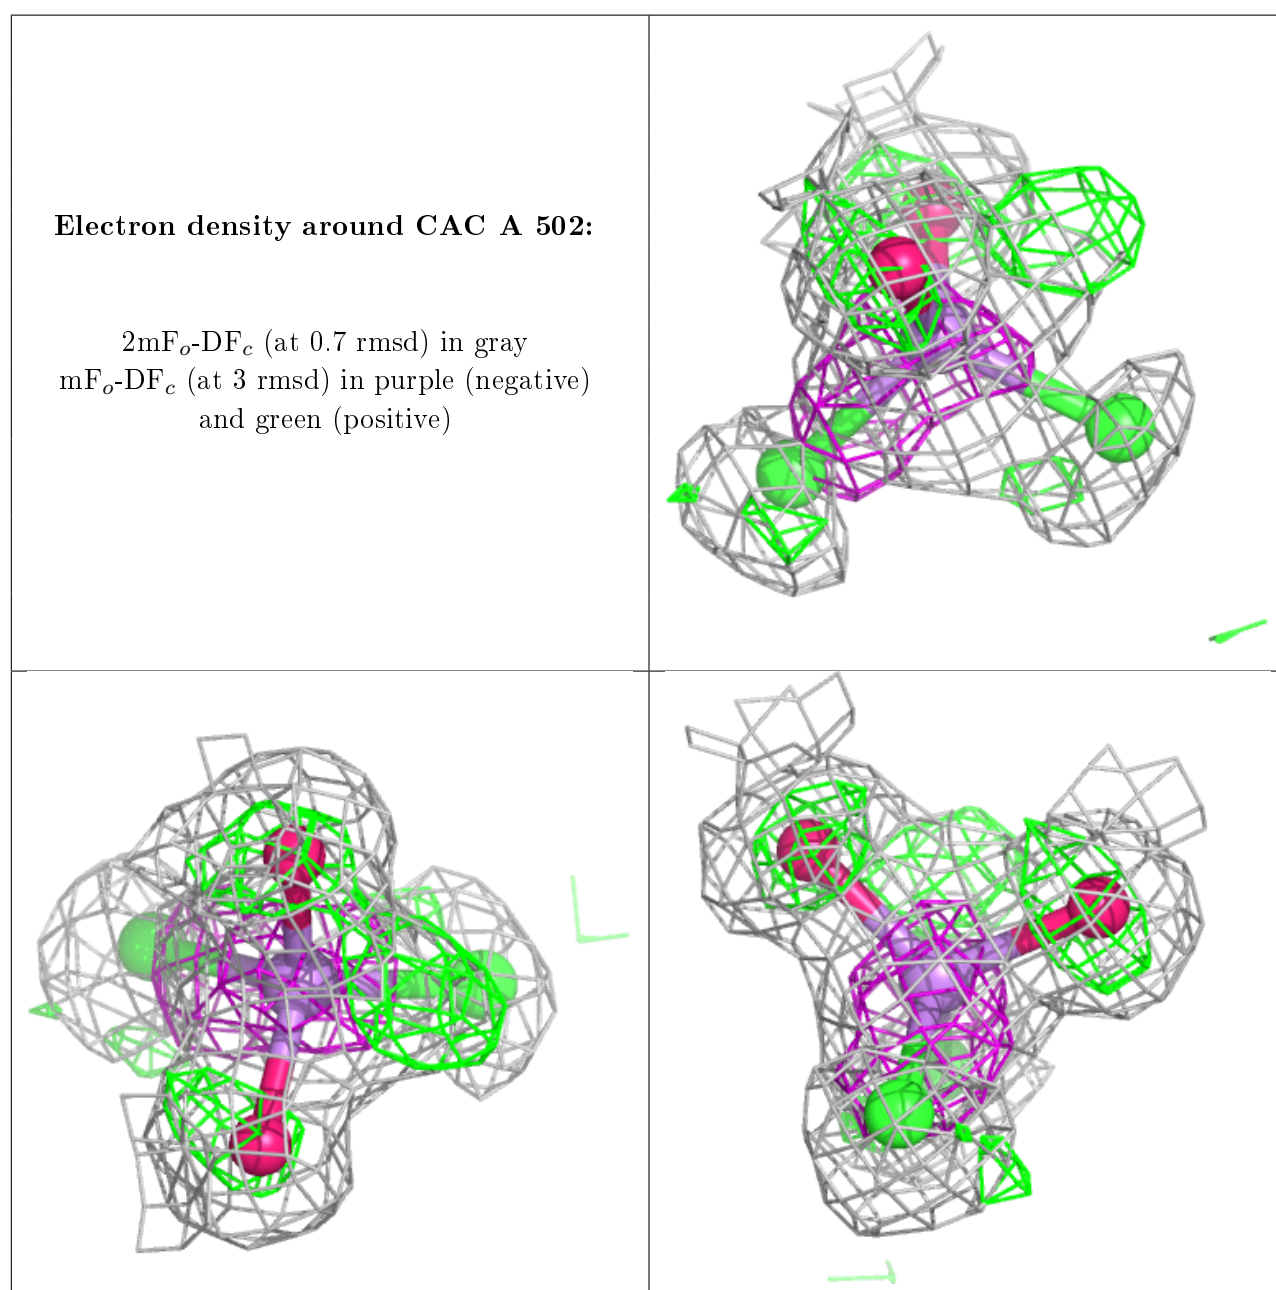 Electron density around CAC A 502:
2mFo-DFc (at 0.7 rmsd) in gray
mFo-DFc (at 3 rmsd) in purple (negative)
and green (positive)